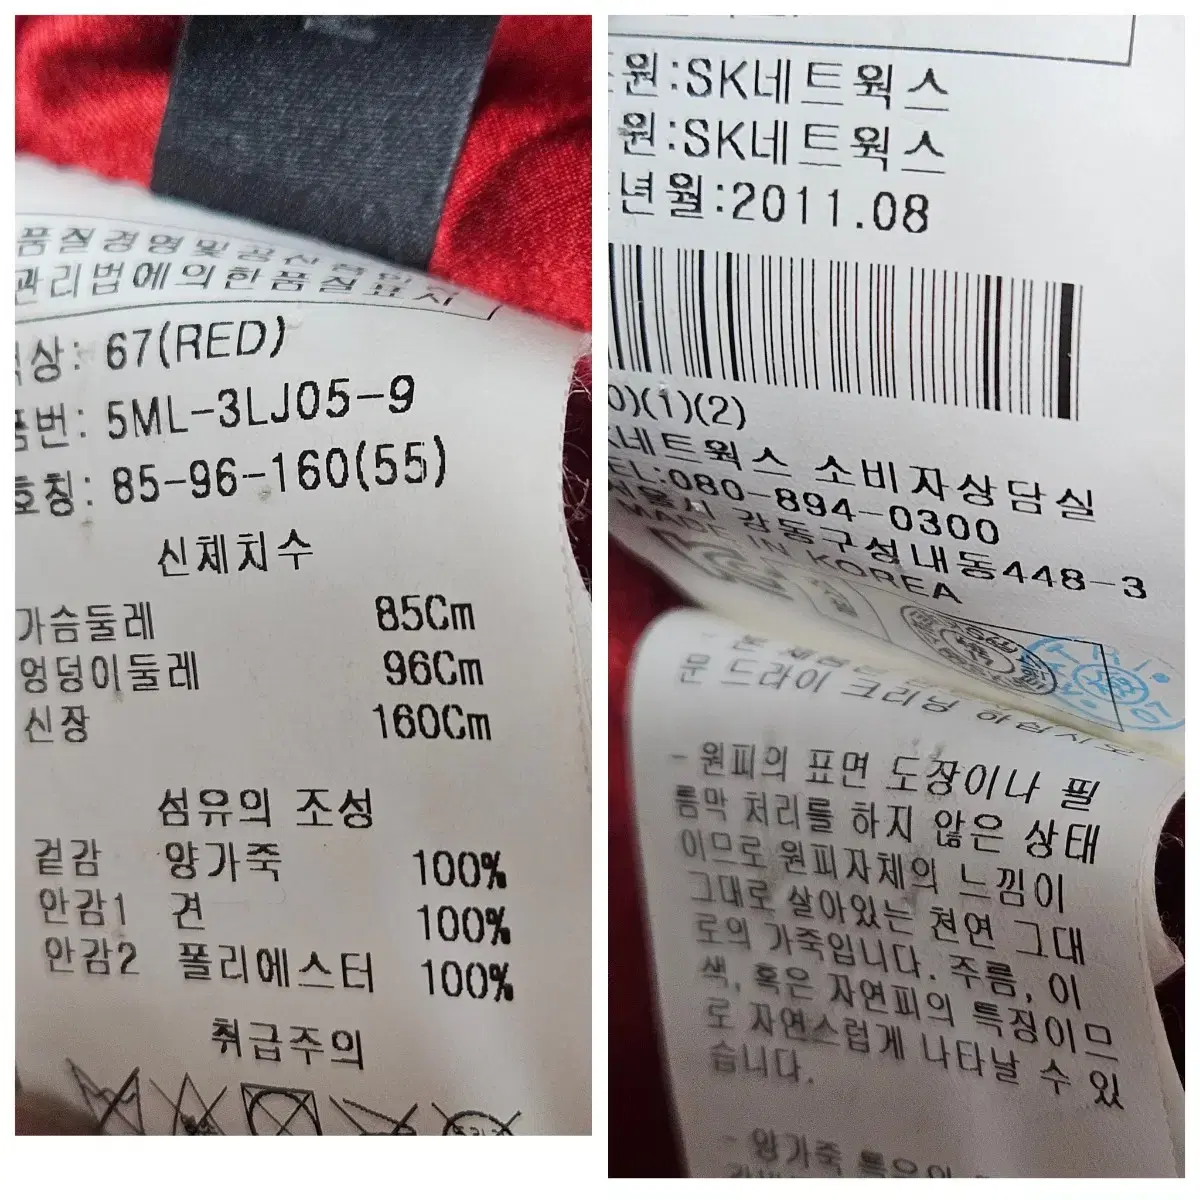 품질경영및공산품안전
관리법에의한품질표시
상: 67(RED)
번: 5ML-3LJ05-9
호칭: 85-96-160(55)
신체치수
가슴둘레 85Cm
엉덩이둘레 96Cm
신장 160Cm
섬유의 조성
겉감 양가죽 100%
안감1 견 100%
안감2 폴리에스터 100%
취급주의
원:SK네트웍스
원:SK네트웍스
년월:2011.08
0)(1)(2)
네트웍스 소비자상담실
TEL:080-894-0300
서울시 강동구성내동448-3
MADE IN KOREA
문 드라이 크리닝 하십시오.
- 원피의 표면 도장이나 필
름막 처리를 하지 않은 상태
이므로 원피자체의 느낌이
그대로 살아있는 천연 그대
로의 가죽입니다. 주름, 이
색, 혹은 자연피의 특징이므
로 자연스럽게 나타날 수 있
습니다.
- 양가죽 특유의